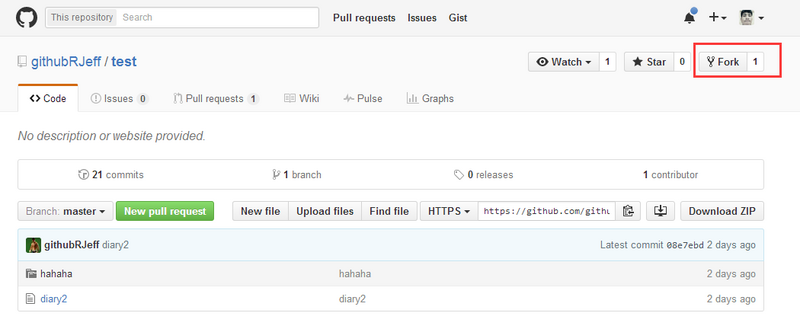 This repository Search Pull requests Issues Gist
githubRJeff / test Watch 1 Star 0 Fork 1
Code Issues 0 Pull requests 1 Wiki Pulse Graphs
No description or website provided.
21 commits 1 branch 0 releases 1 contributor
Branch: master New pull request New file Upload files Find file HTTPS https://github.com/githu Download ZIP
githubRJeff diary2 Latest commit 08e7ebd 2 days ago
hahaha hahaha 2 days ago
diary2 diary2 2 days ago